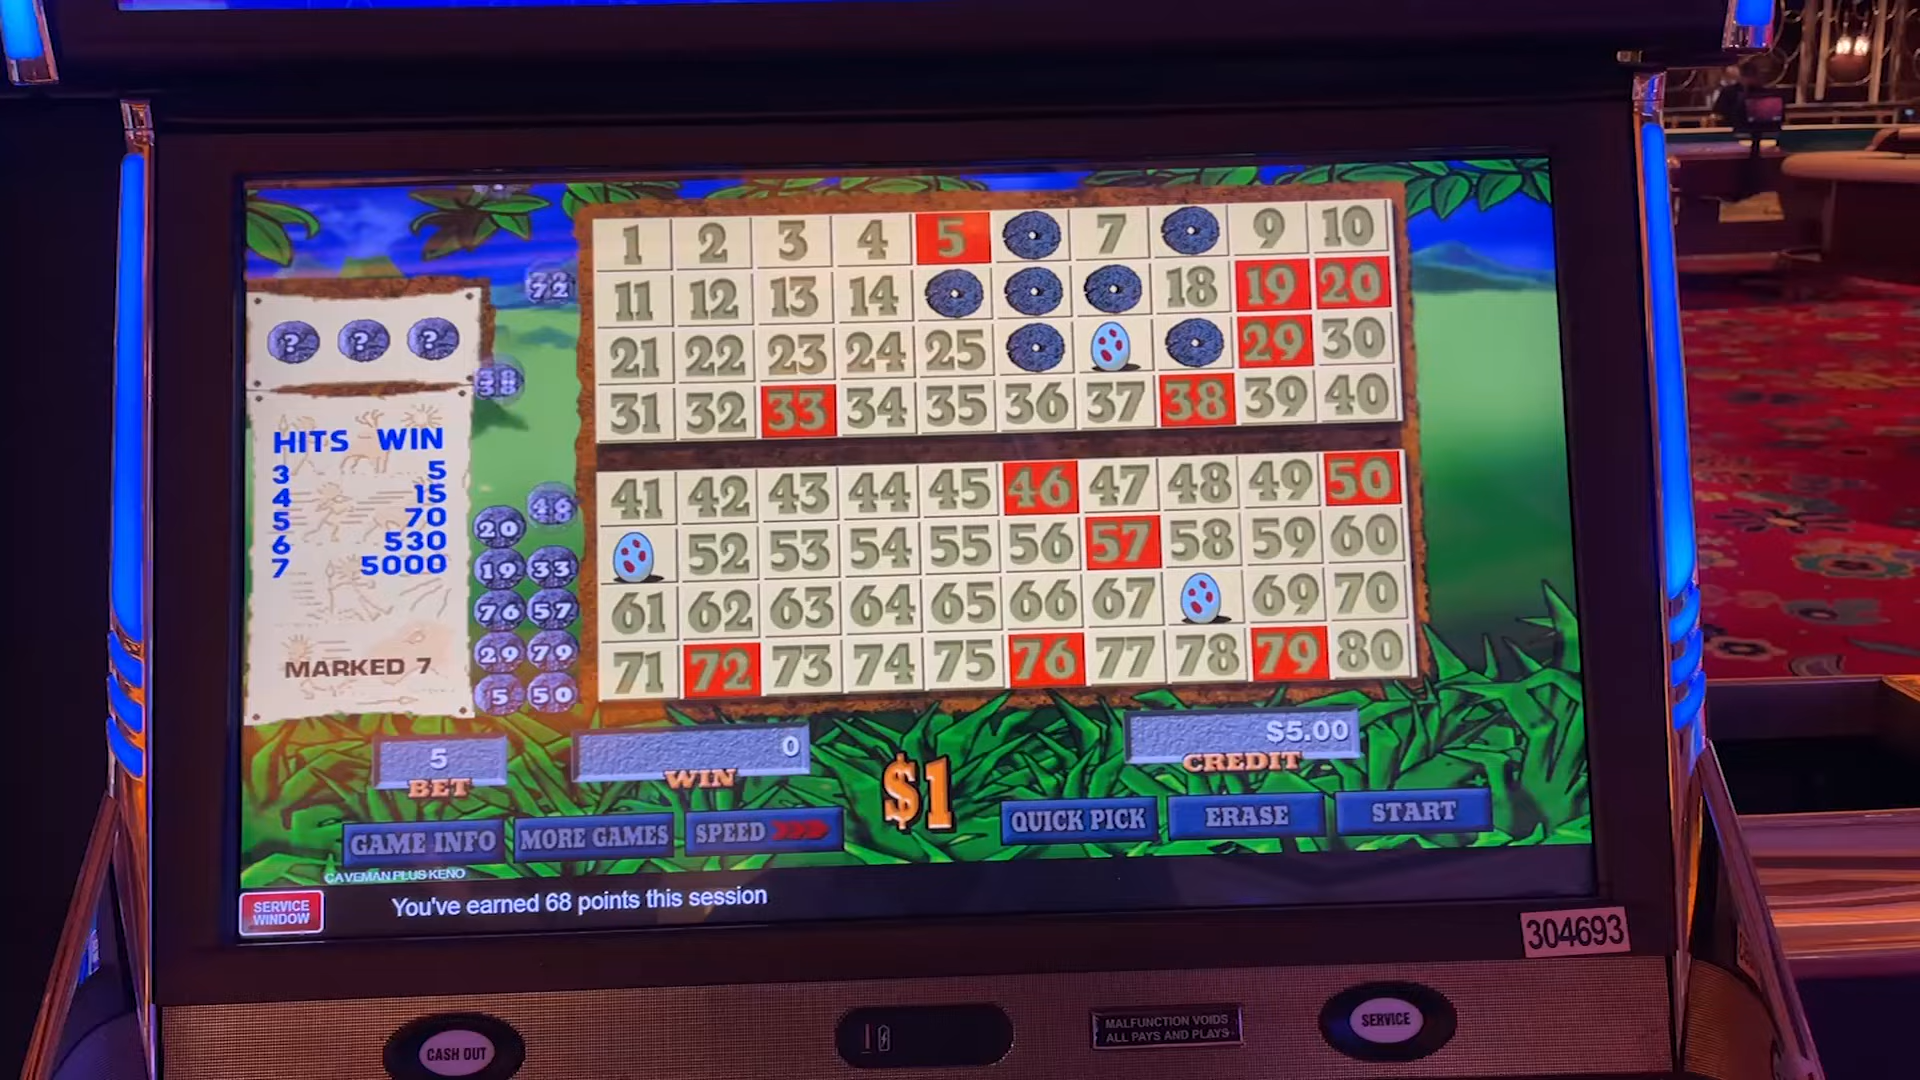 1 2 3 4 5 7 9 10
11 12 13 14 18 19 20
21 22 23 24 25 29 30
31 32 33 34 35 36 37 38 39 40
41 42 43 44 45 46 47 48 49 50
52 53 54 55 56 57 58 59 60
61 62 63 64 65 66 67 69 70
71 72 73 74 75 76 77 78 79 80
? ? ?
HITS WIN
3 5
4 15
5 70
6 530
7 5000
MARKED 7
72
38
46
20
19 33
76 57
29 79
5 50
5
BET
0
WIN
$1
$5.00
CREDIT
GAME INFO
MORE GAMES
SPEED
QUICK PICK
ERASE
START
CAVEMAN PLUS KENO
SERVICE
WINDOW
You've earned 68 points this session
304693
CASH OUT
MALFUNCTION VOIDS
ALL PAYS AND PLAYS
SERVICE